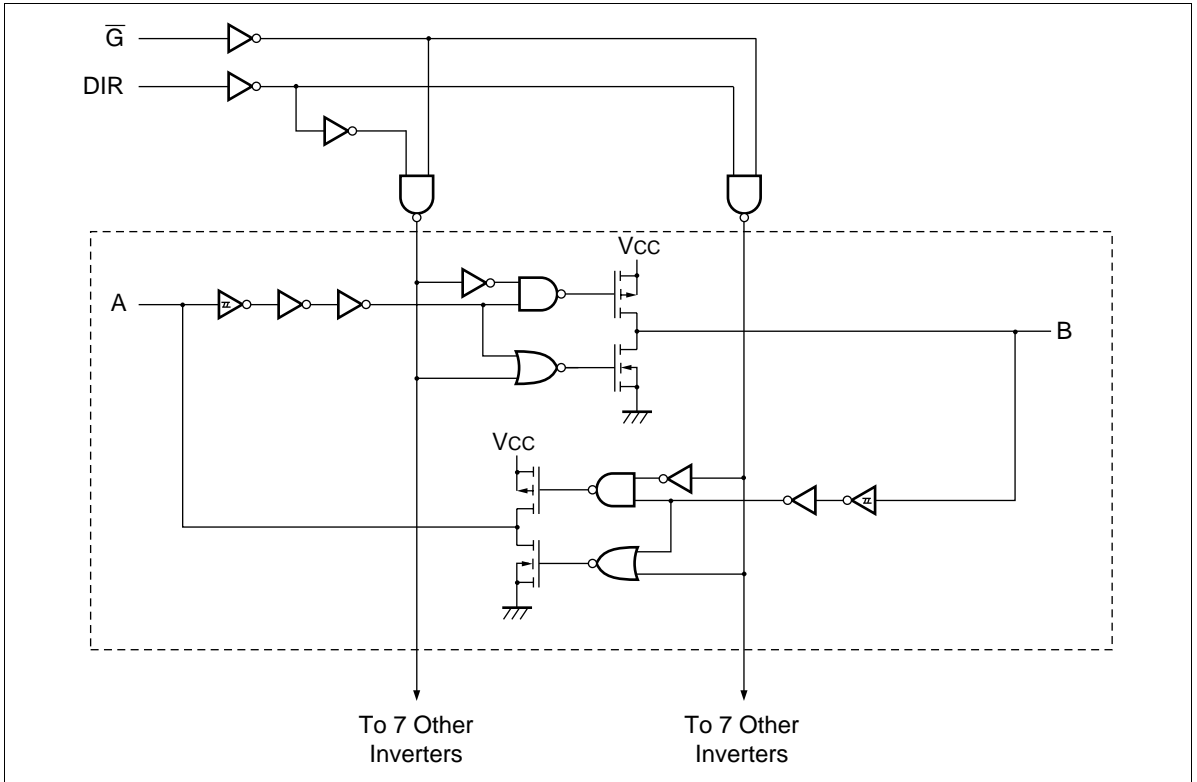 G̅
DIR
VCC
A
B
VCC
To 7 Other
Inverters
To 7 Other
Inverters